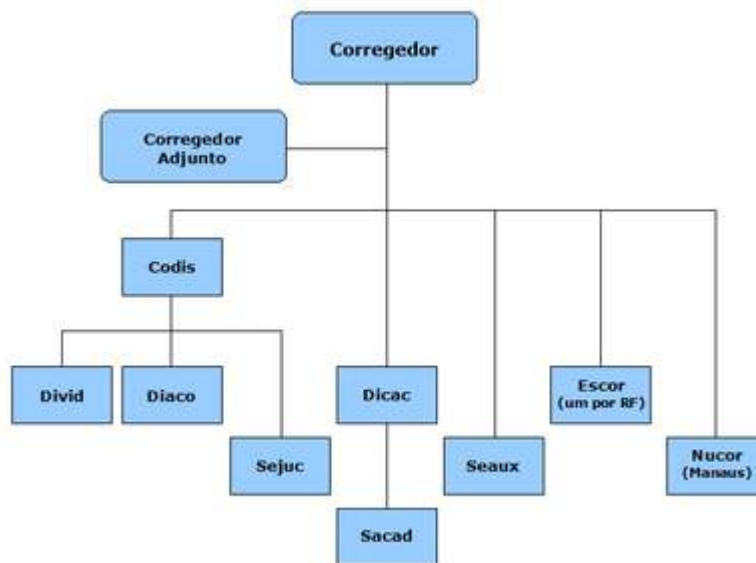 Corregedor
Corregedor
Adjunto
Codis
Divid
Diaco
Dicac
Escor
(um por RF)
Sejuc
Seaux
Nucor
(Manaus)
Sacad